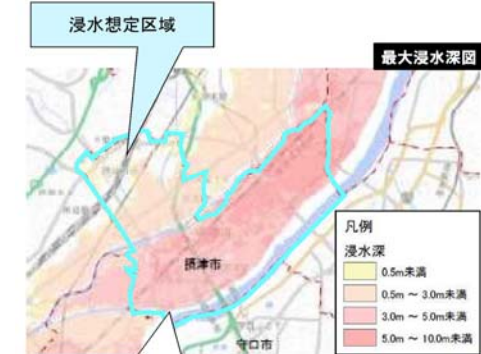 浸水想定区域
最大浸水深図
摂津市
守口市
凡例
浸水深
0.5m未満
0.5m ～ 3.0m未満
3.0m ～ 5.0m未満
5.0m ～ 10.0m未満